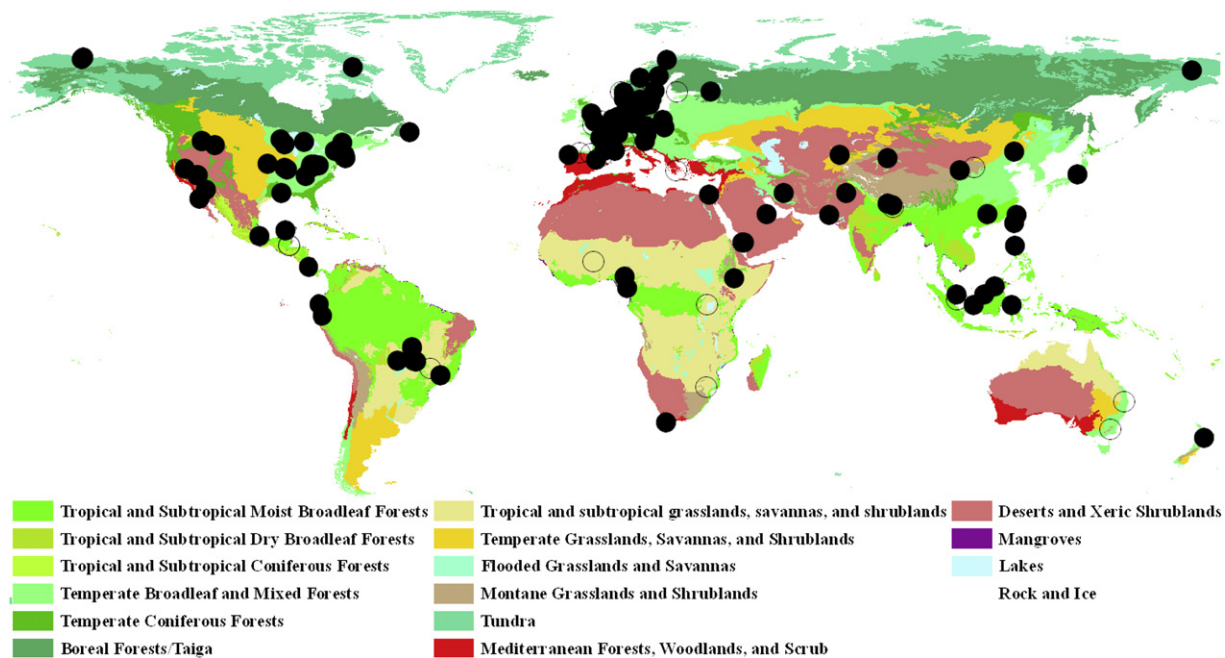 Tropical and Subtropical Moist Broadleaf Forests
Tropical and Subtropical Dry Broadleaf Forests
Tropical and Subtropical Coniferous Forests
Temperate Broadleaf and Mixed Forests
Temperate Coniferous Forests
Boreal Forests/Taiga
Tropical and subtropical grasslands, savannas, and shrublands
Temperate Grasslands, Savannas, and Shrublands
Flooded Grasslands and Savannas
Montane Grasslands and Shrublands
Tundra
Mediterranean Forests, Woodlands, and Scrub
Deserts and Xeric Shrublands
Mangroves
Lakes
Rock and Ice